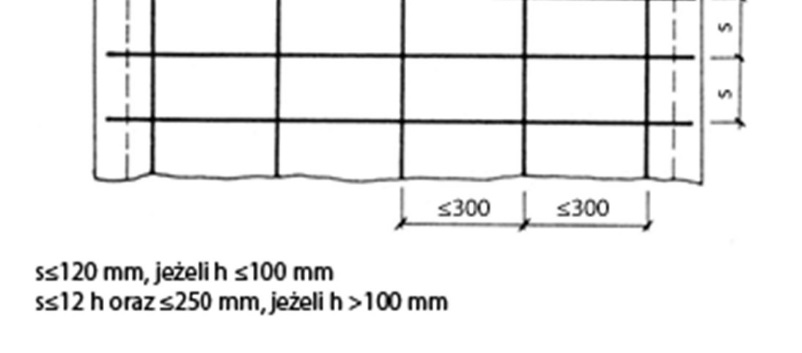 s
s
≤300 ≤300
s≤120 mm, jeżeli h ≤100 mm
s≤12 h oraz ≤250 mm, jeżeli h >100 mm